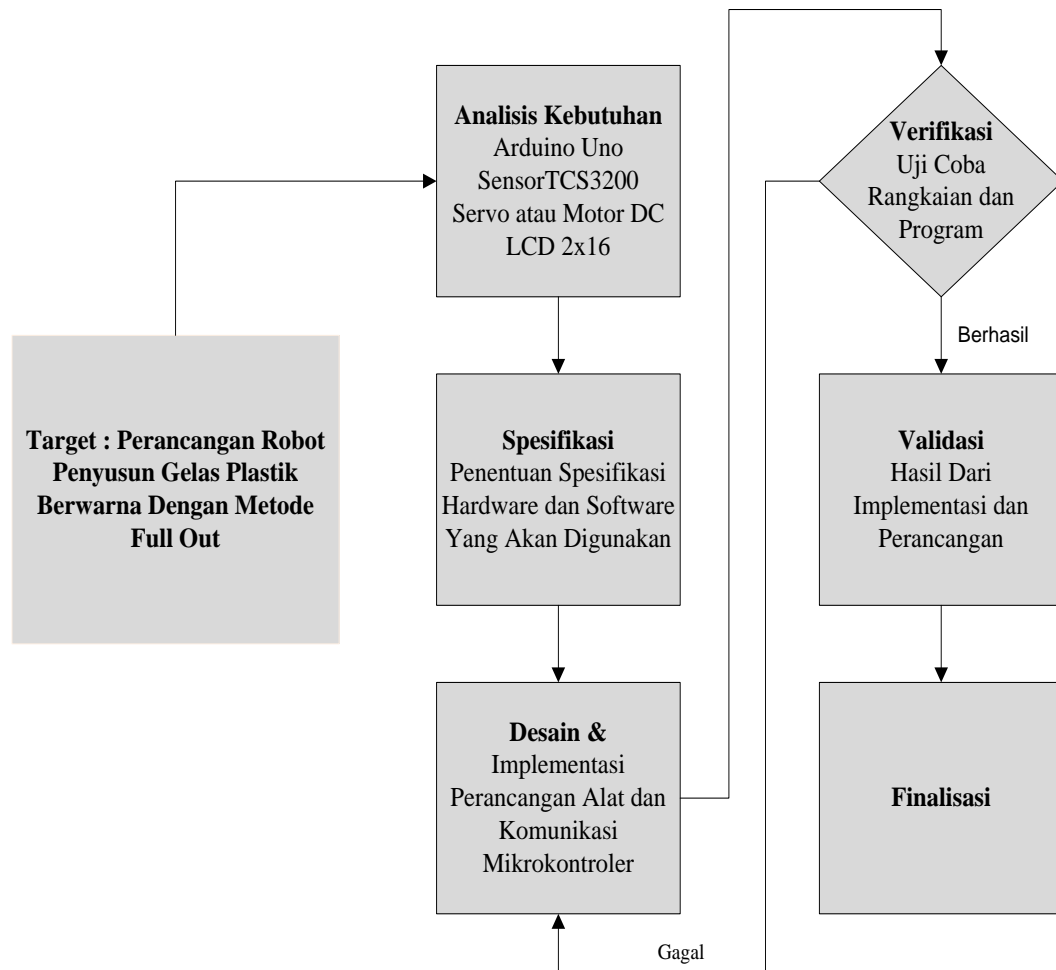 Target : Perancangan Robot
Penyusun Gelas Plastik
Berwarna Dengan Metode
Full Out
Analisis Kebutuhan
Arduino Uno
SensorTCS3200
Servo atau Motor DC
LCD 2x16
Spesifikasi
Penentuan Spesifikasi
Hardware dan Software
Yang Akan Digunakan
Desain &
Implementasi
Perancangan Alat dan
Komunikasi
Mikrokontroler
Verifikasi
Uji Coba
Rangkaian dan
Program
Gagal
Berhasil
Validasi
Hasil Dari
Implementasi dan
Perancangan
Finalisasi